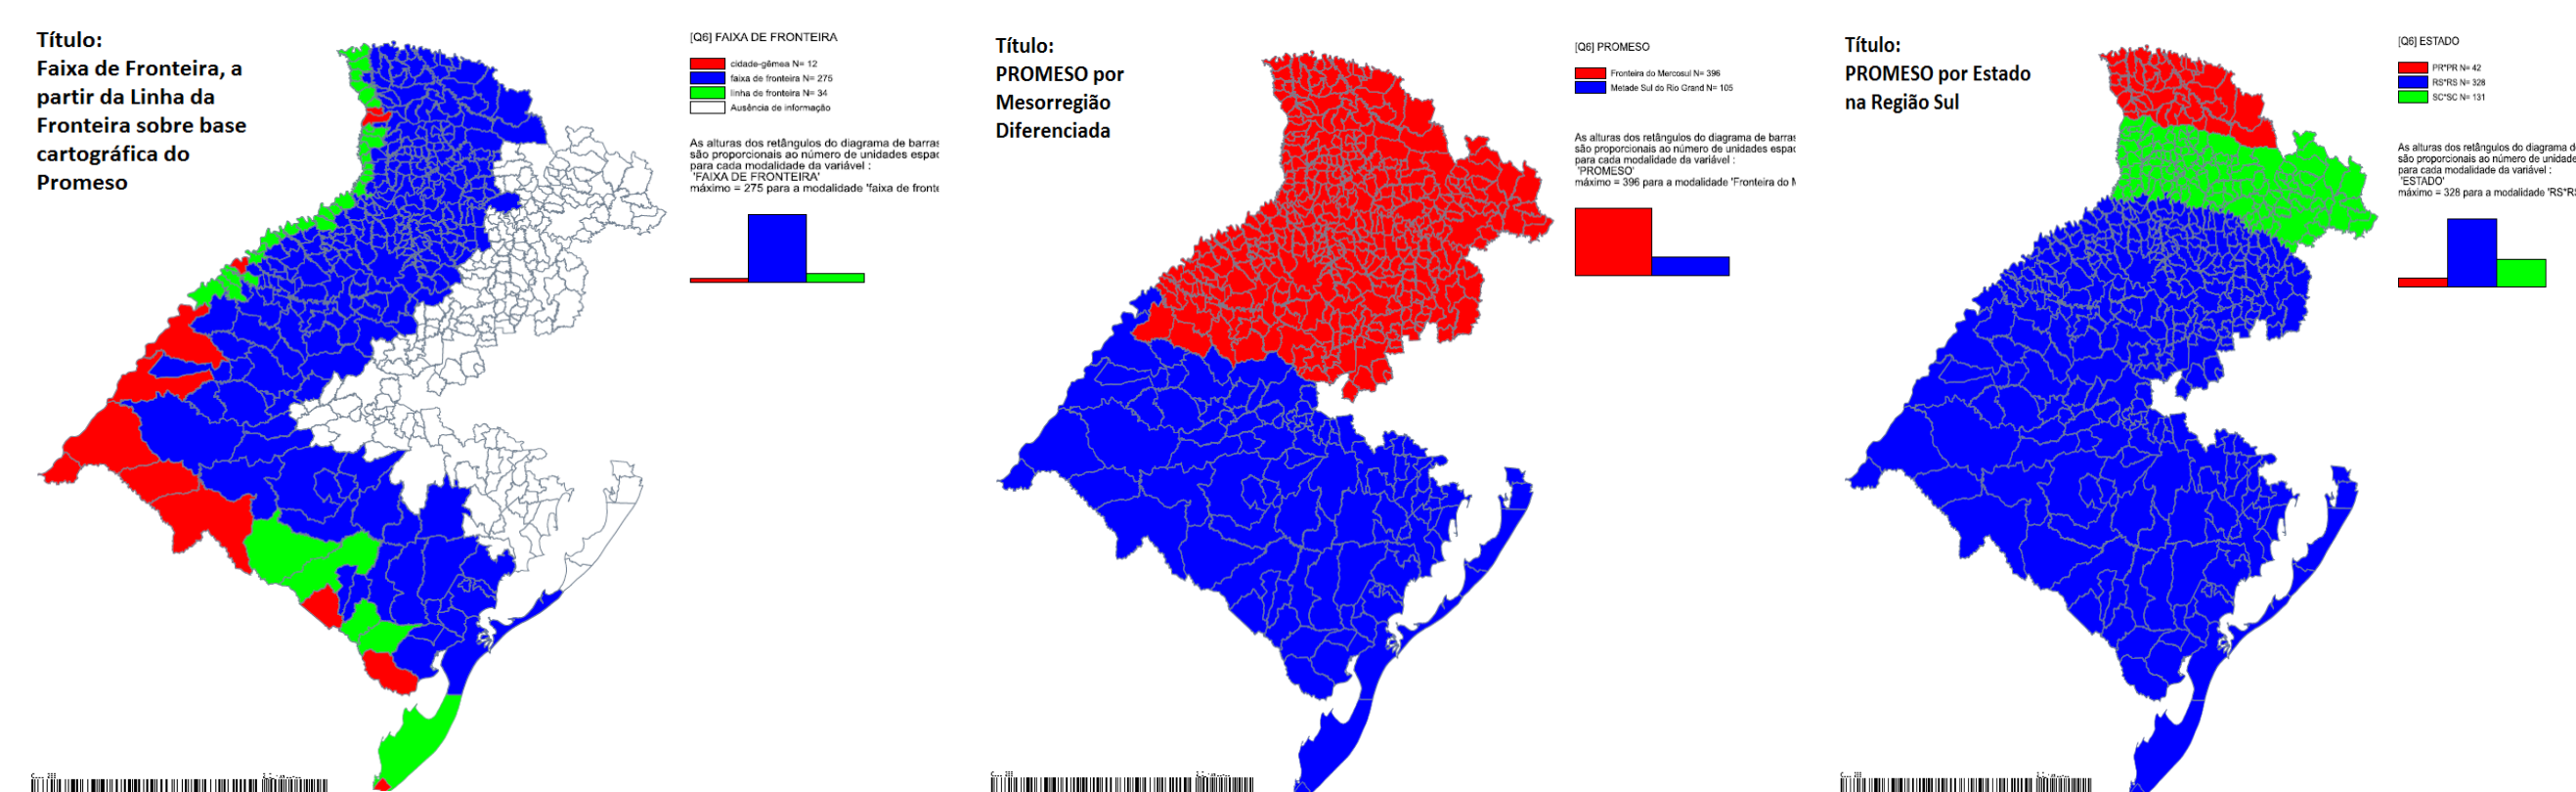 Título:
Faixa de Fronteira, a
partir da Linha da
Fronteira sobre base
cartográfica do
Promeso
[Q6] FAIXA DE FRONTEIRA
cidade-gêmea N= 12
faixa de fronteira N= 275
linha de fronteira N= 34
Ausência de informação
As alturas dos retângulos do diagrama de barras
são proporcionais ao número de unidades espac
para cada modalidade da variável :
'FAIXA DE FRONTEIRA'
máximo = 275 para a modalidade 'faixa de fronte
Título:
PROMESO por
Mesorregião
Diferenciada
[Q6] PROMESO
Fronteira do Mercosul N= 396
Metade Sul do Rio Grand N= 105
As alturas dos retângulos do diagrama de barras
são proporcionais ao número de unidades espac
para cada modalidade da variável :
'PROMESO'
máximo = 396 para a modalidade 'Fronteira do M
Título:
PROMESO por Estado
na Região Sul
[Q6] ESTADO
PR*PR N= 42
RS*RS N= 328
SC*SC N= 131
As alturas dos retângulos do diagrama d
são proporcionais ao número de unidade
para cada modalidade da variável :
'ESTADO'
máximo = 328 para a modalidade 'RS*RS